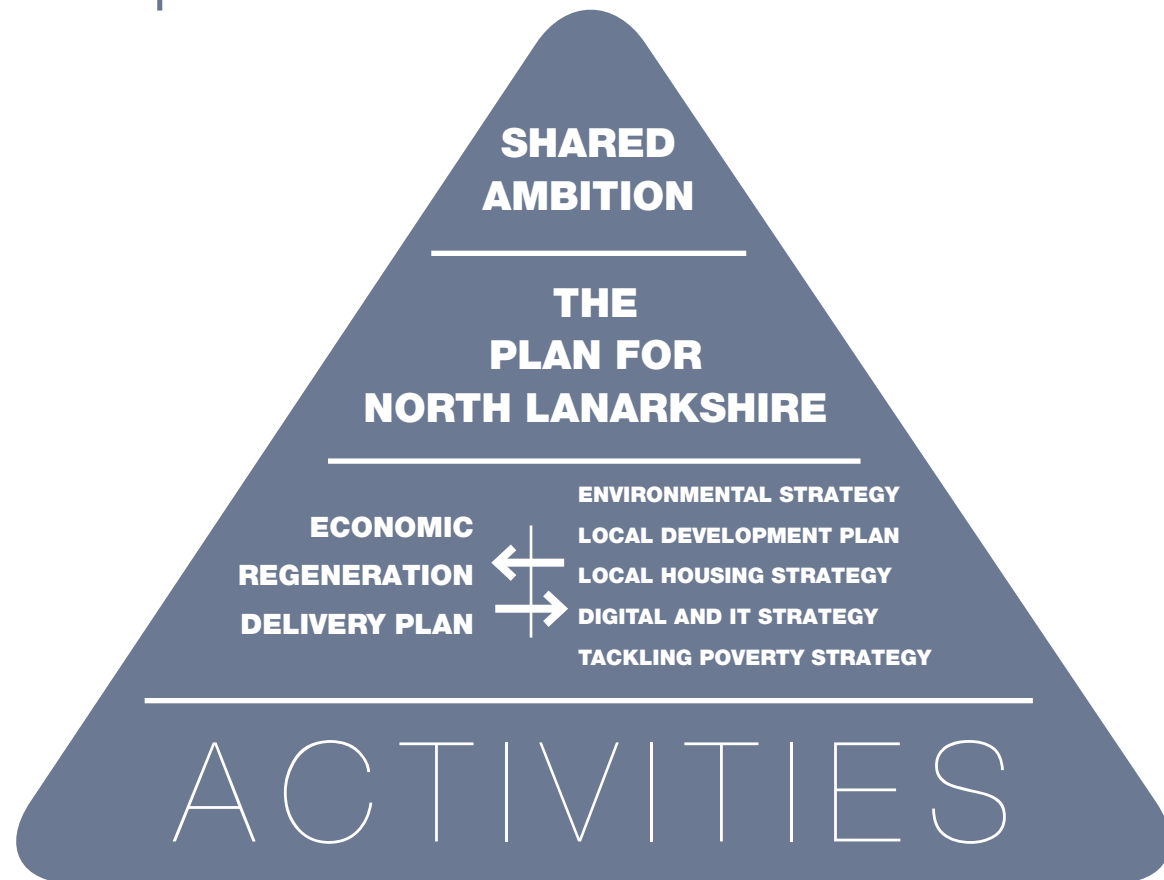 SHARED
AMBITION
THE
PLAN FOR
NORTH LANARKSHIRE
ECONOMIC
REGENERATION
DELIVERY PLAN
ENVIRONMENTAL STRATEGY
LOCAL DEVELOPMENT PLAN
LOCAL HOUSING STRATEGY
DIGITAL AND IT STRATEGY
TACKLING POVERTY STRATEGY
ACTIVITIES